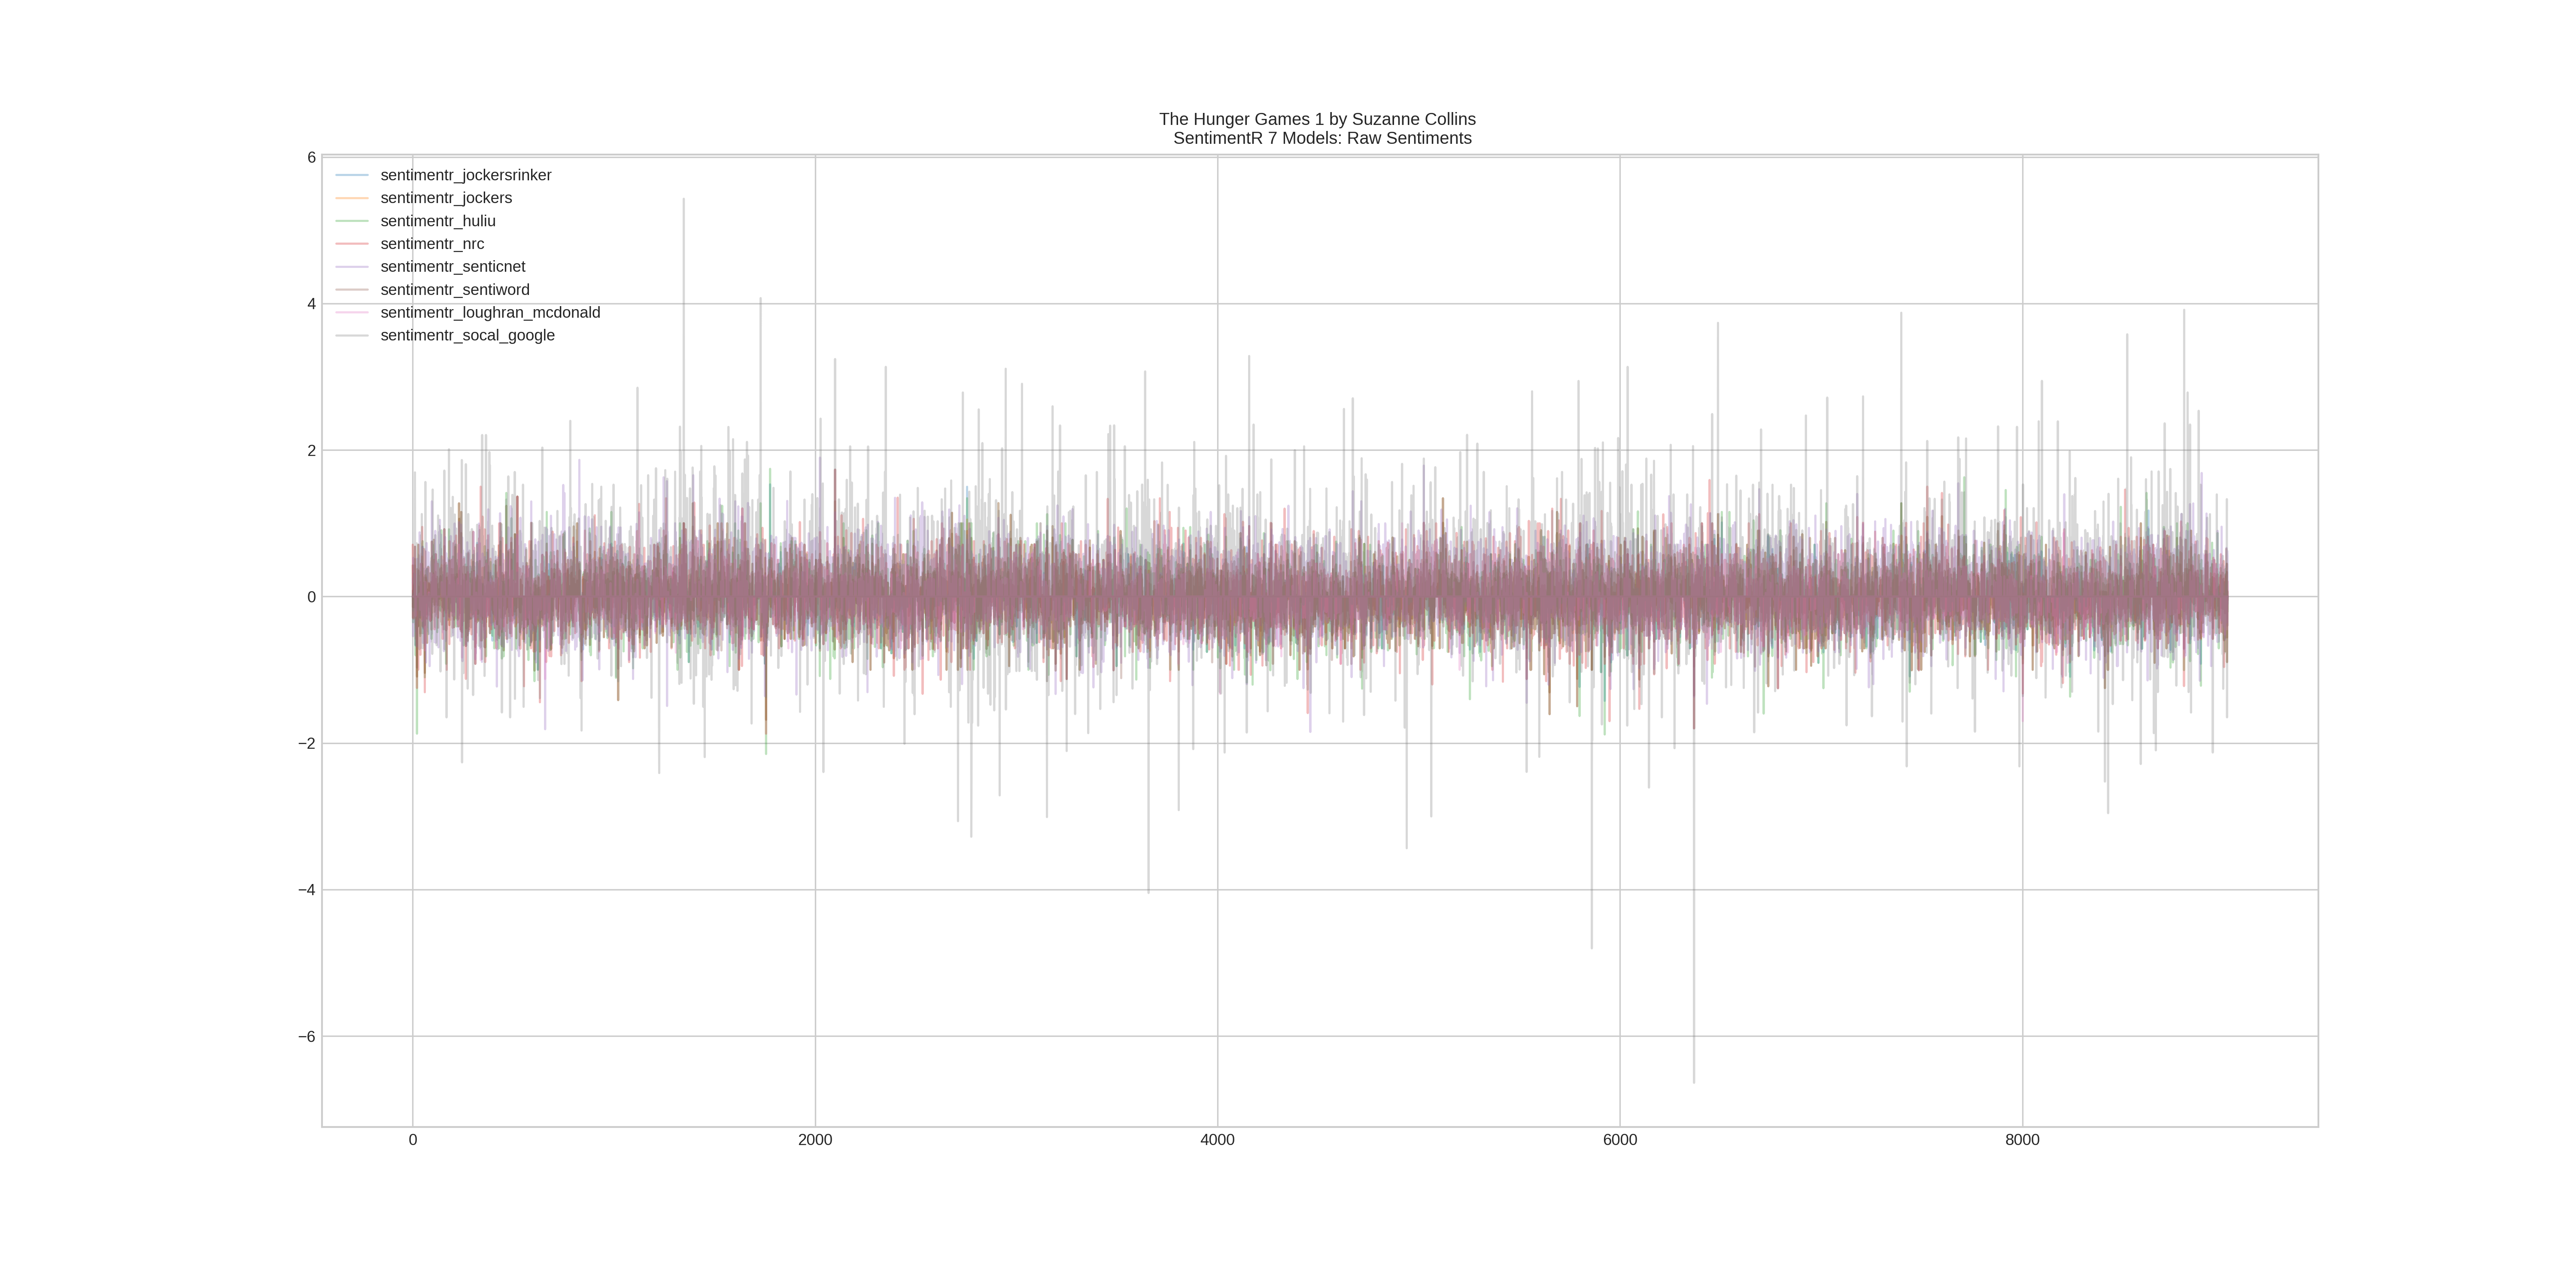 The Hunger Games 1 by Suzanne Collins
SentimentR 7 Models: Raw Sentiments
6
4
2
0
−2
−4
−6
sentimentr_jockersrinker
sentimentr_jockers
sentimentr_huliu
sentimentr_nrc
sentimentr_senticnet
sentimentr_sentiword
sentimentr_loughran_mcdonald
sentimentr_socal_google
0 2000 4000 6000 8000